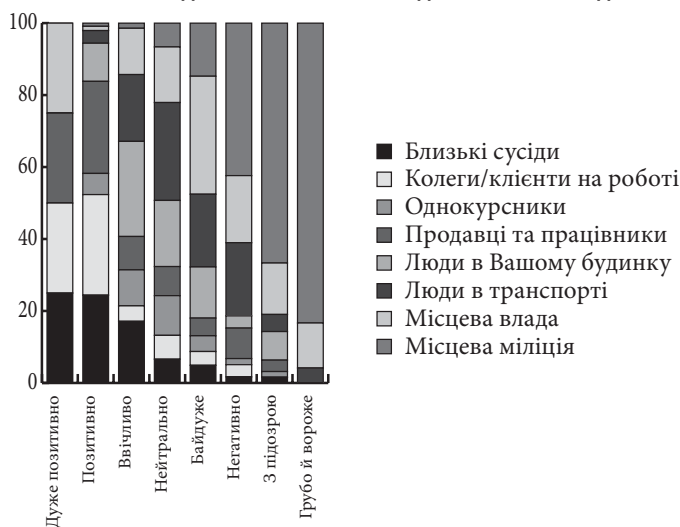 100
80
60
40
20
0
Дуже позитивно
Позитивно
Ввічливо
Нейтрально
Байдуже
Негативно
З підозрою
Грубо й вороже
Близькі сусіди
Колеги/клієнти на роботі
Однокурсники
Продавці та працівники
Люди в Вашому будинку
Люди в транспорті
Місцева влада
Місцева міліція